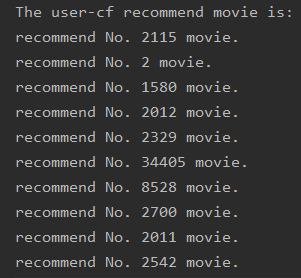 The user-cf recommend movie is:
recommend No. 2115 movie.
recommend No. 2 movie.
recommend No. 1580 movie.
recommend No. 2012 movie.
recommend No. 2329 movie.
recommend No. 34405 movie.
recommend No. 8528 movie.
recommend No. 2700 movie.
recommend No. 2011 movie.
recommend No. 2542 movie.